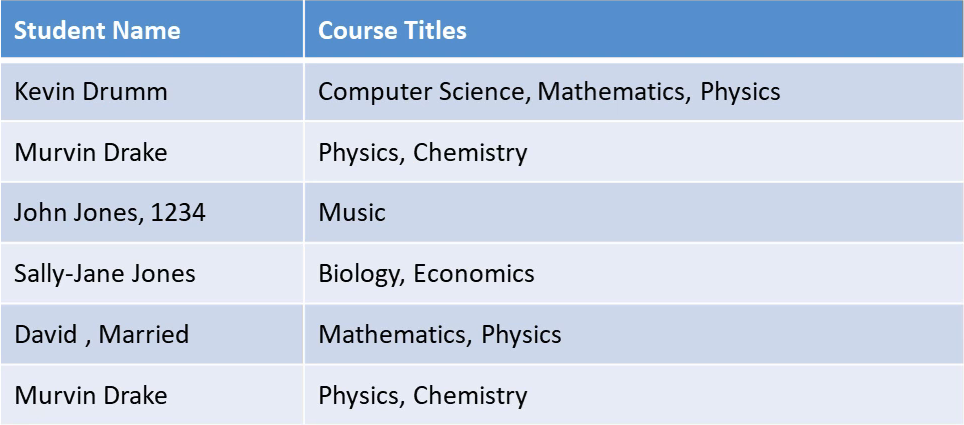 Student Name Course Titles
Kevin Drumm Computer Science, Mathematics, Physics
Murvin Drake Physics, Chemistry
John Jones, 1234 Music
Sally-Jane Jones Biology, Economics
David , Married Mathematics, Physics
Murvin Drake Physics, Chemistry